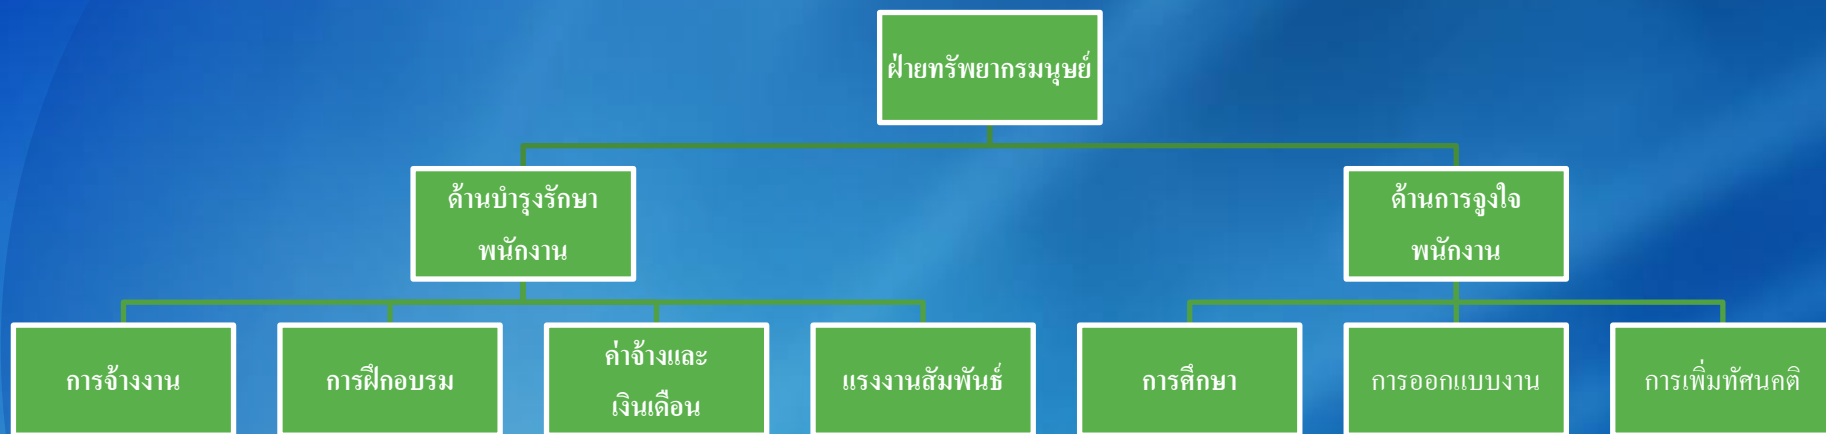 ฝ่ายทรัพยากรมนุษย์
ด้านบำรุงรักษา
พนักงาน
ด้านการจูงใจ
พนักงาน
การจ้างงาน
การฝึกอบรม
ค่าจ้างและ
เงินเดือน
แรงงานสัมพันธ์
การศึกษา
การออกแบบงาน
การเพิ่มทัศนคติ